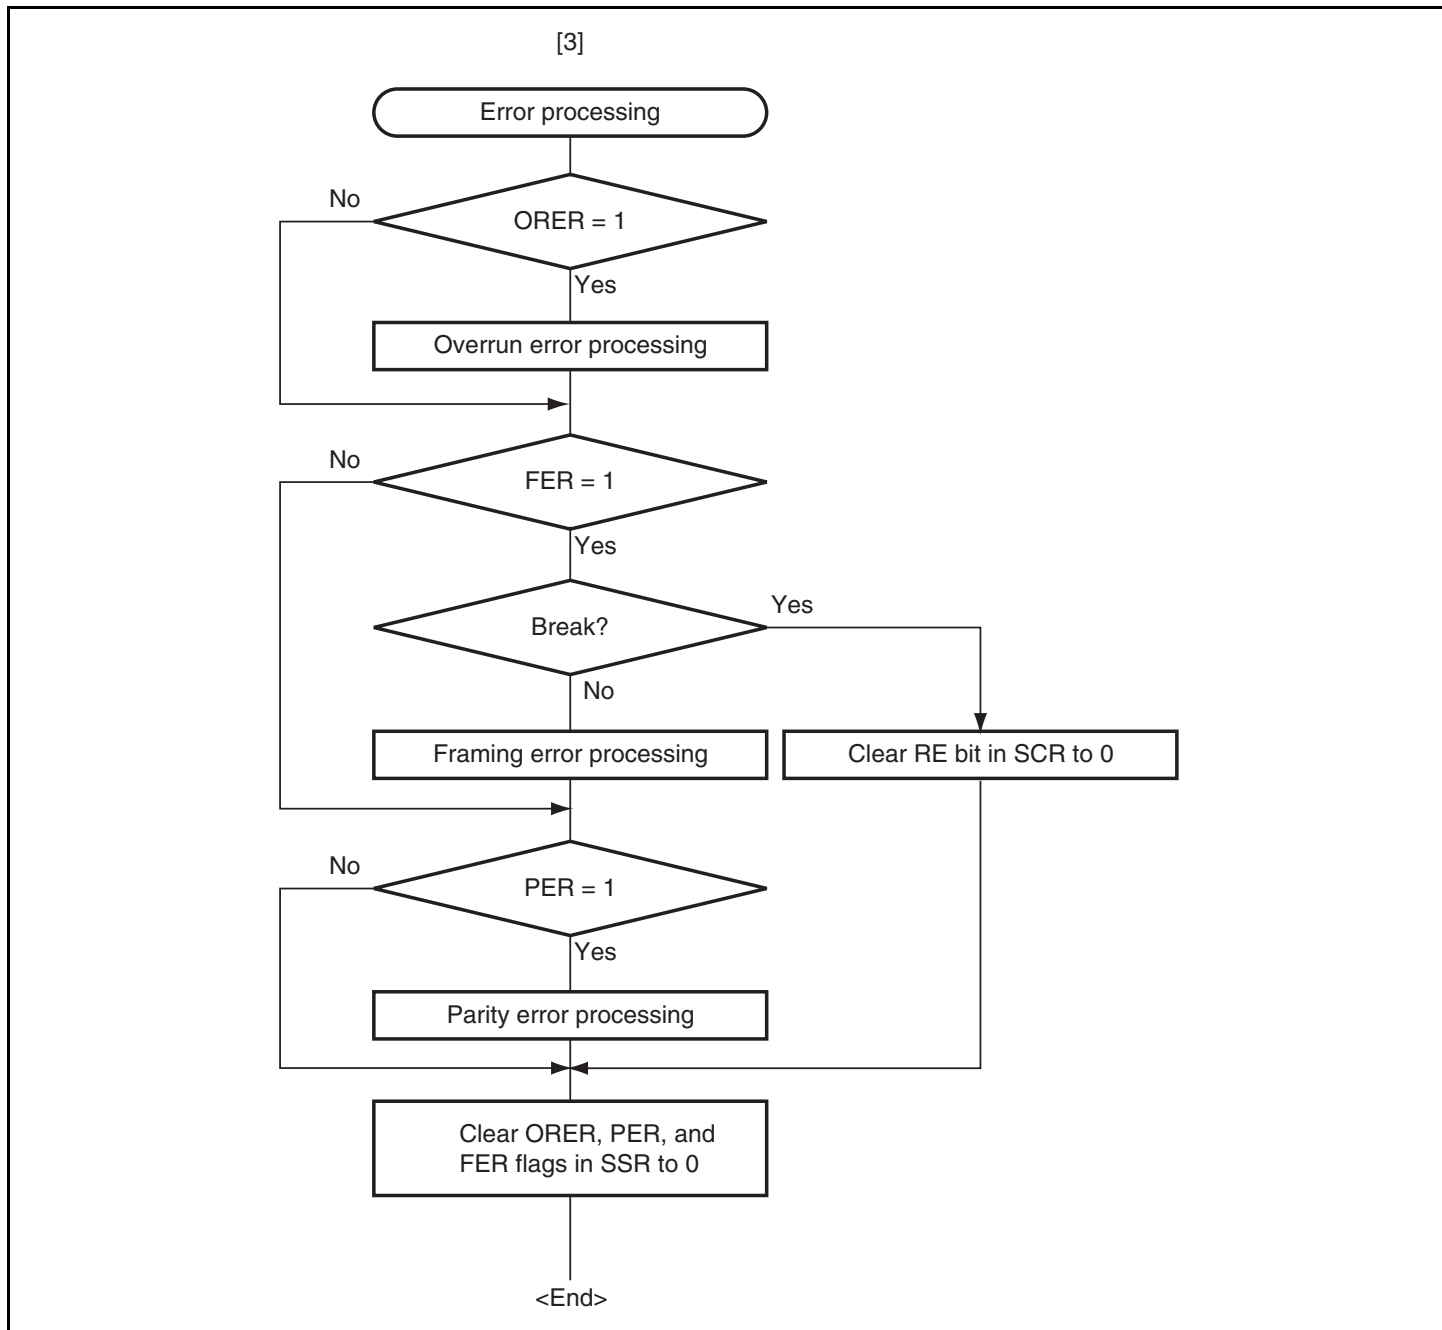 [3]
Error processing
No
ORER = 1
Yes
Overrun error processing
No
FER = 1
Yes
Break?
Yes
No
Framing error processing
Clear RE bit in SCR to 0
No
PER = 1
Yes
Parity error processing
Clear ORER, PER, and
FER flags in SSR to 0
<End>